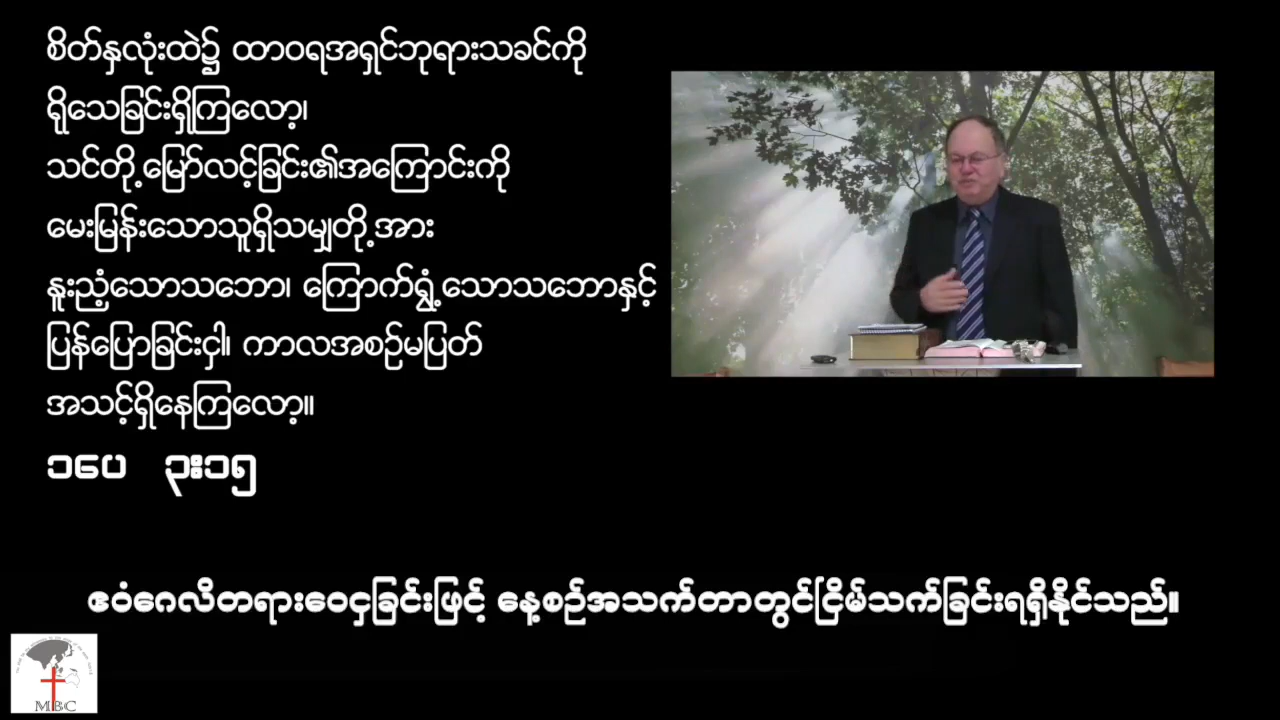 စိတ်နှလုံးထဲ၌ ထာဝရအရှင်ဘုရားသခင်ကို
ရိုသေခြင်းရှိကြလော့၊
သင်တို့မြော်လင့်ခြင်း၏အကြောင်းကို
မေးမြန်းသောသူရှိသမျှတို့အား
နူးညံ့သောသဘော၊ ကြောက်ရွံ့သောသဘောနှင့်
ပြန်ပြောခြင်းငှါ၊ ကာလအစဉ်မပြတ်
အသင့်ရှိနေကြလော့။
၁ပေ ၃း၁၅
ဧဝံဂေလိတရားဝေငှခြင်းဖြင့် နေ့စဉ်အသက်တာတွင်ငြိမ်သက်ခြင်းရရှိနိုင်သည်။
MBC